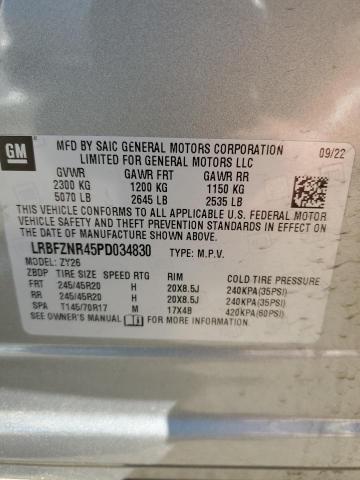 GM
MFD BY SAIC GENERAL MOTORS CORPORATION
LIMITED FOR GENERAL MOTORS LLC
09/22
GVWR GAWR FRT GAWR RR
2300 KG 1200 KG 1150 KG
5070 LB 2645 LB 2535 LB
THIS VEHICLE CONFORMS TO ALL APPLICABLE U.S. FEDERAL MOTOR
VEHICLE SAFETY AND THEFT PREVENTION STANDARDS IN EFFECT ON
THE DATE OF MANUFACTURE SHOWN ABOVE.
LRBFZNR45PD034830 TYPE: M.P.V.
MODEL: ZY26
ZBDP TIRE SIZE SPEED RTG RIM COLD TIRE PRESSURE
FRT 245/45R20 H 20X8.5J 240KPA(35PSI)
RR 245/45R20 H 20X8.5J 240KPA(35PSI)
SPA T145/70R17 M 17X4B 420KPA(60PSI)
SEE OWNER'S MANUAL FOR MORE INFORMATION.